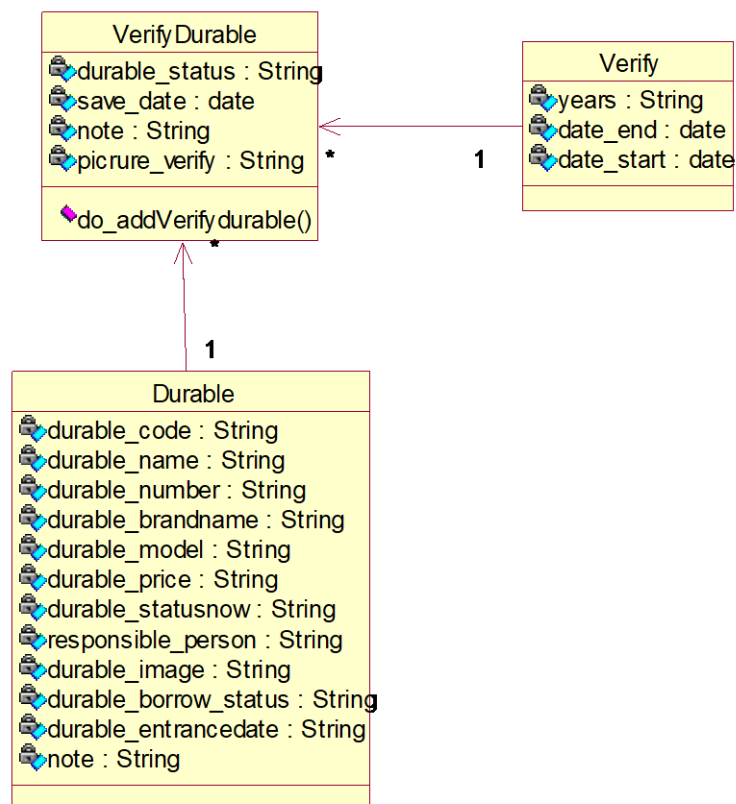 VerifyDurable
durable_status : String
save_date : date
note : String
picrure_verify : String
do_addVerifydurable()
*
*
1
Verify
years : String
date_end : date
date_start : date
1
Durable
durable_code : String
durable_name : String
durable_number : String
durable_brandname : String
durable_model : String
durable_price : String
durable_statusnow : String
responsible_person : String
durable_image : String
durable_borrow_status : String
durable_entrancedate : String
note : String